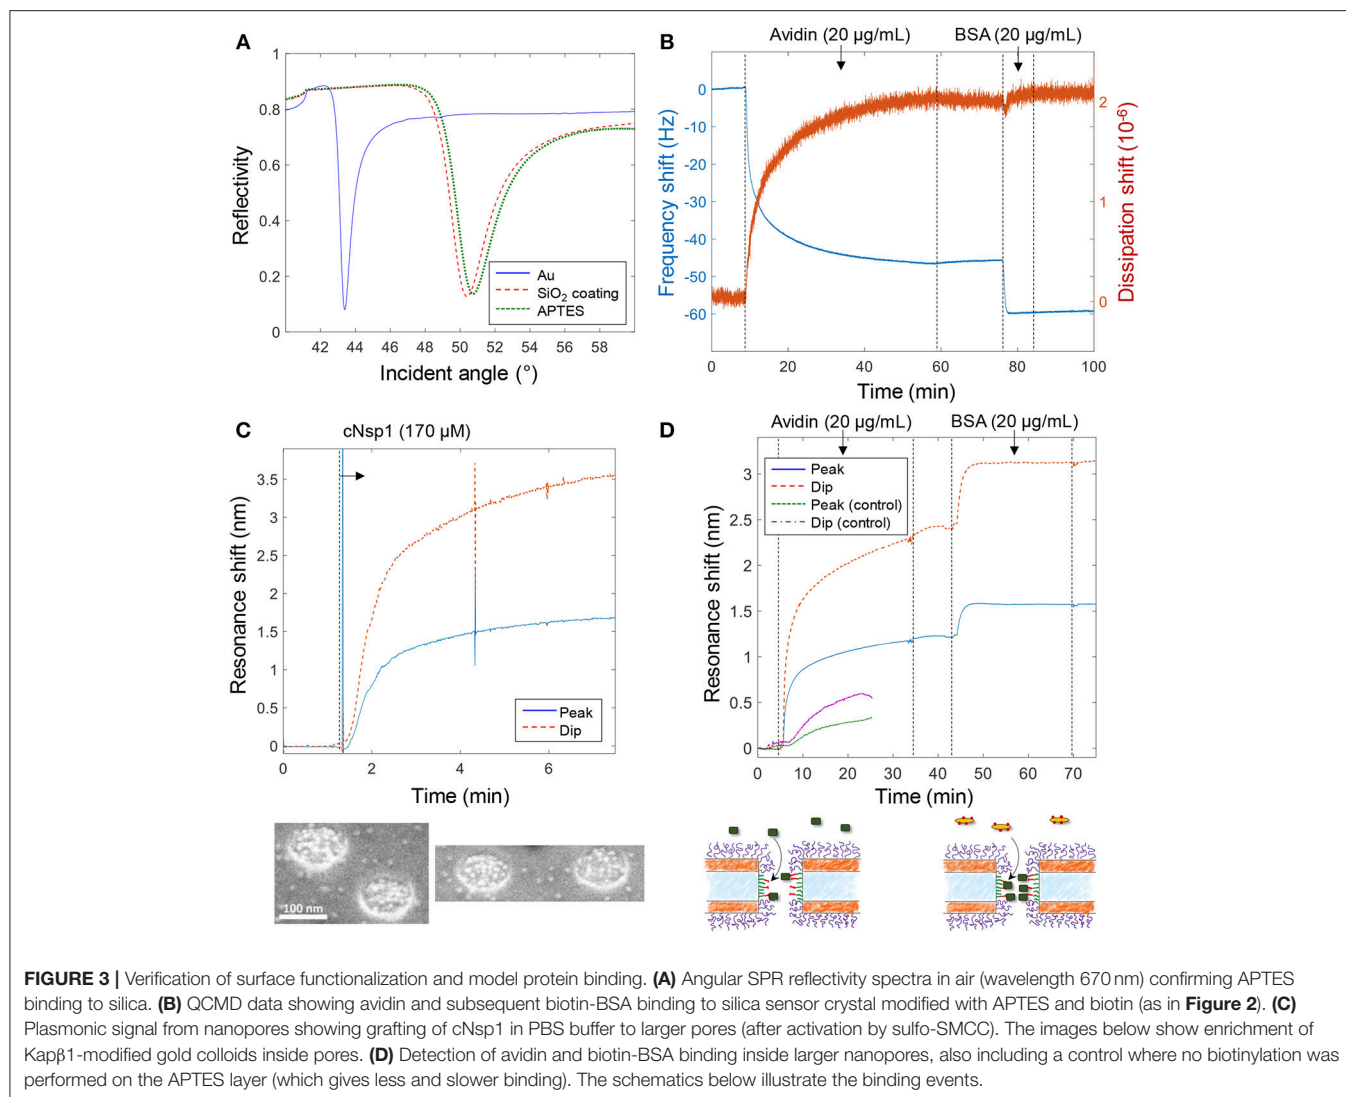 A
Reflectivity
1
0.8
0.6
0.4
0.2
0
42 44 46 48 50 52 54 56 58
Incident angle (°)
Au
SiO2 coating
APTES
B
Avidin (20 µg/mL) BSA (20 µg/mL)
Frequency shift (Hz)
0
-10
-20
-30
-40
-50
-60
Dissipation shift (10-6)
2
1
0
0 20 40 60 80 100
Time (min)
C
cNsp1 (170 µM)
Resonance shift (nm)
3.5
3
2.5
2
1.5
1
0.5
0
0 2 4 6
Time (min)
Peak
Dip
100 nm
D
Avidin (20 µg/mL) BSA (20 µg/mL)
Resonance shift (nm)
3
2.5
2
1.5
1
0.5
0
0 10 20 30 40 50 60 70
Time (min)
Peak
Dip
Peak (control)
Dip (control)
FIGURE 3 | Verification of surface functionalization and model protein binding. (A) Angular SPR reflectivity spectra in air (wavelength 670 nm) confirming APTES
binding to silica. (B) QCMD data showing avidin and subsequent biotin-BSA binding to silica sensor crystal modified with APTES and biotin (as in Figure 2). (C)
Plasmonic signal from nanopores showing grafting of cNsp1 in PBS buffer to larger pores (after activation by sulfo-SMCC). The images below show enrichment of
Kapβ1-modified gold colloids inside pores. (D) Detection of avidin and biotin-BSA binding inside larger nanopores, also including a control where no biotinylation was
performed on the APTES layer (which gives less and slower binding). The schematics below illustrate the binding events.